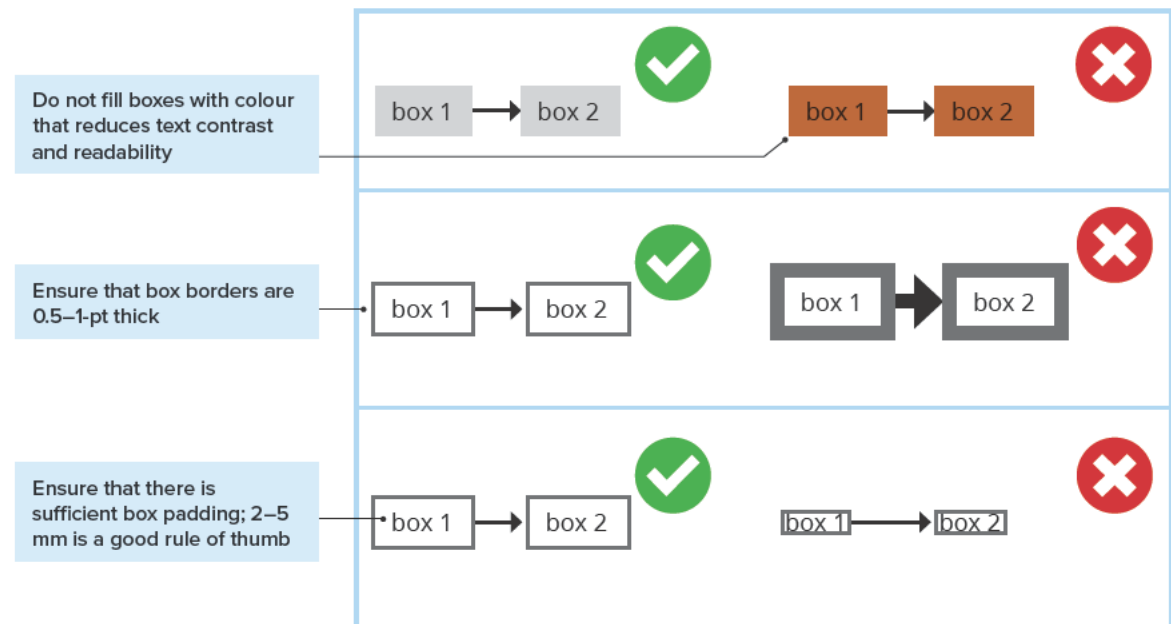 Do not fill boxes with colour
that reduces text contrast
and readability
box 1
box 2
box 1
box 2
Ensure that box borders are
0.5–1-pt thick
box 1
box 2
box 1
box 2
Ensure that there is
sufficient box padding; 2–5
mm is a good rule of thumb
box 1
box 2
box 1
box 2